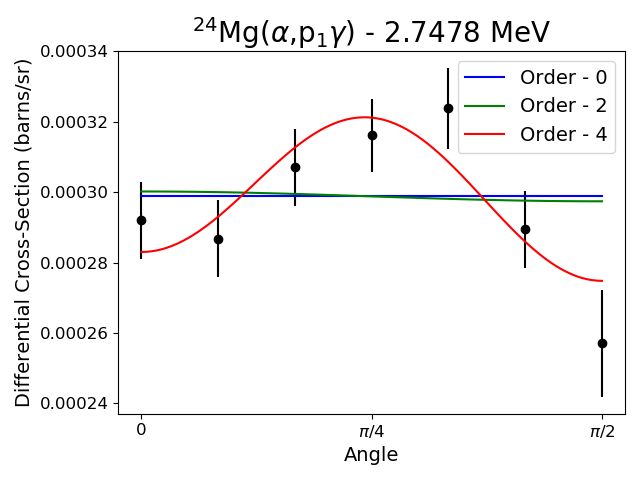 ²⁴Mg(α,p₁γ) - 2.7478 MeV
Differential Cross-Section (barns/sr)
0.00034
0.00032
0.00030
0.00028
0.00026
0.00024
Order - 0
Order - 2
Order - 4
0
π/4
π/2
Angle